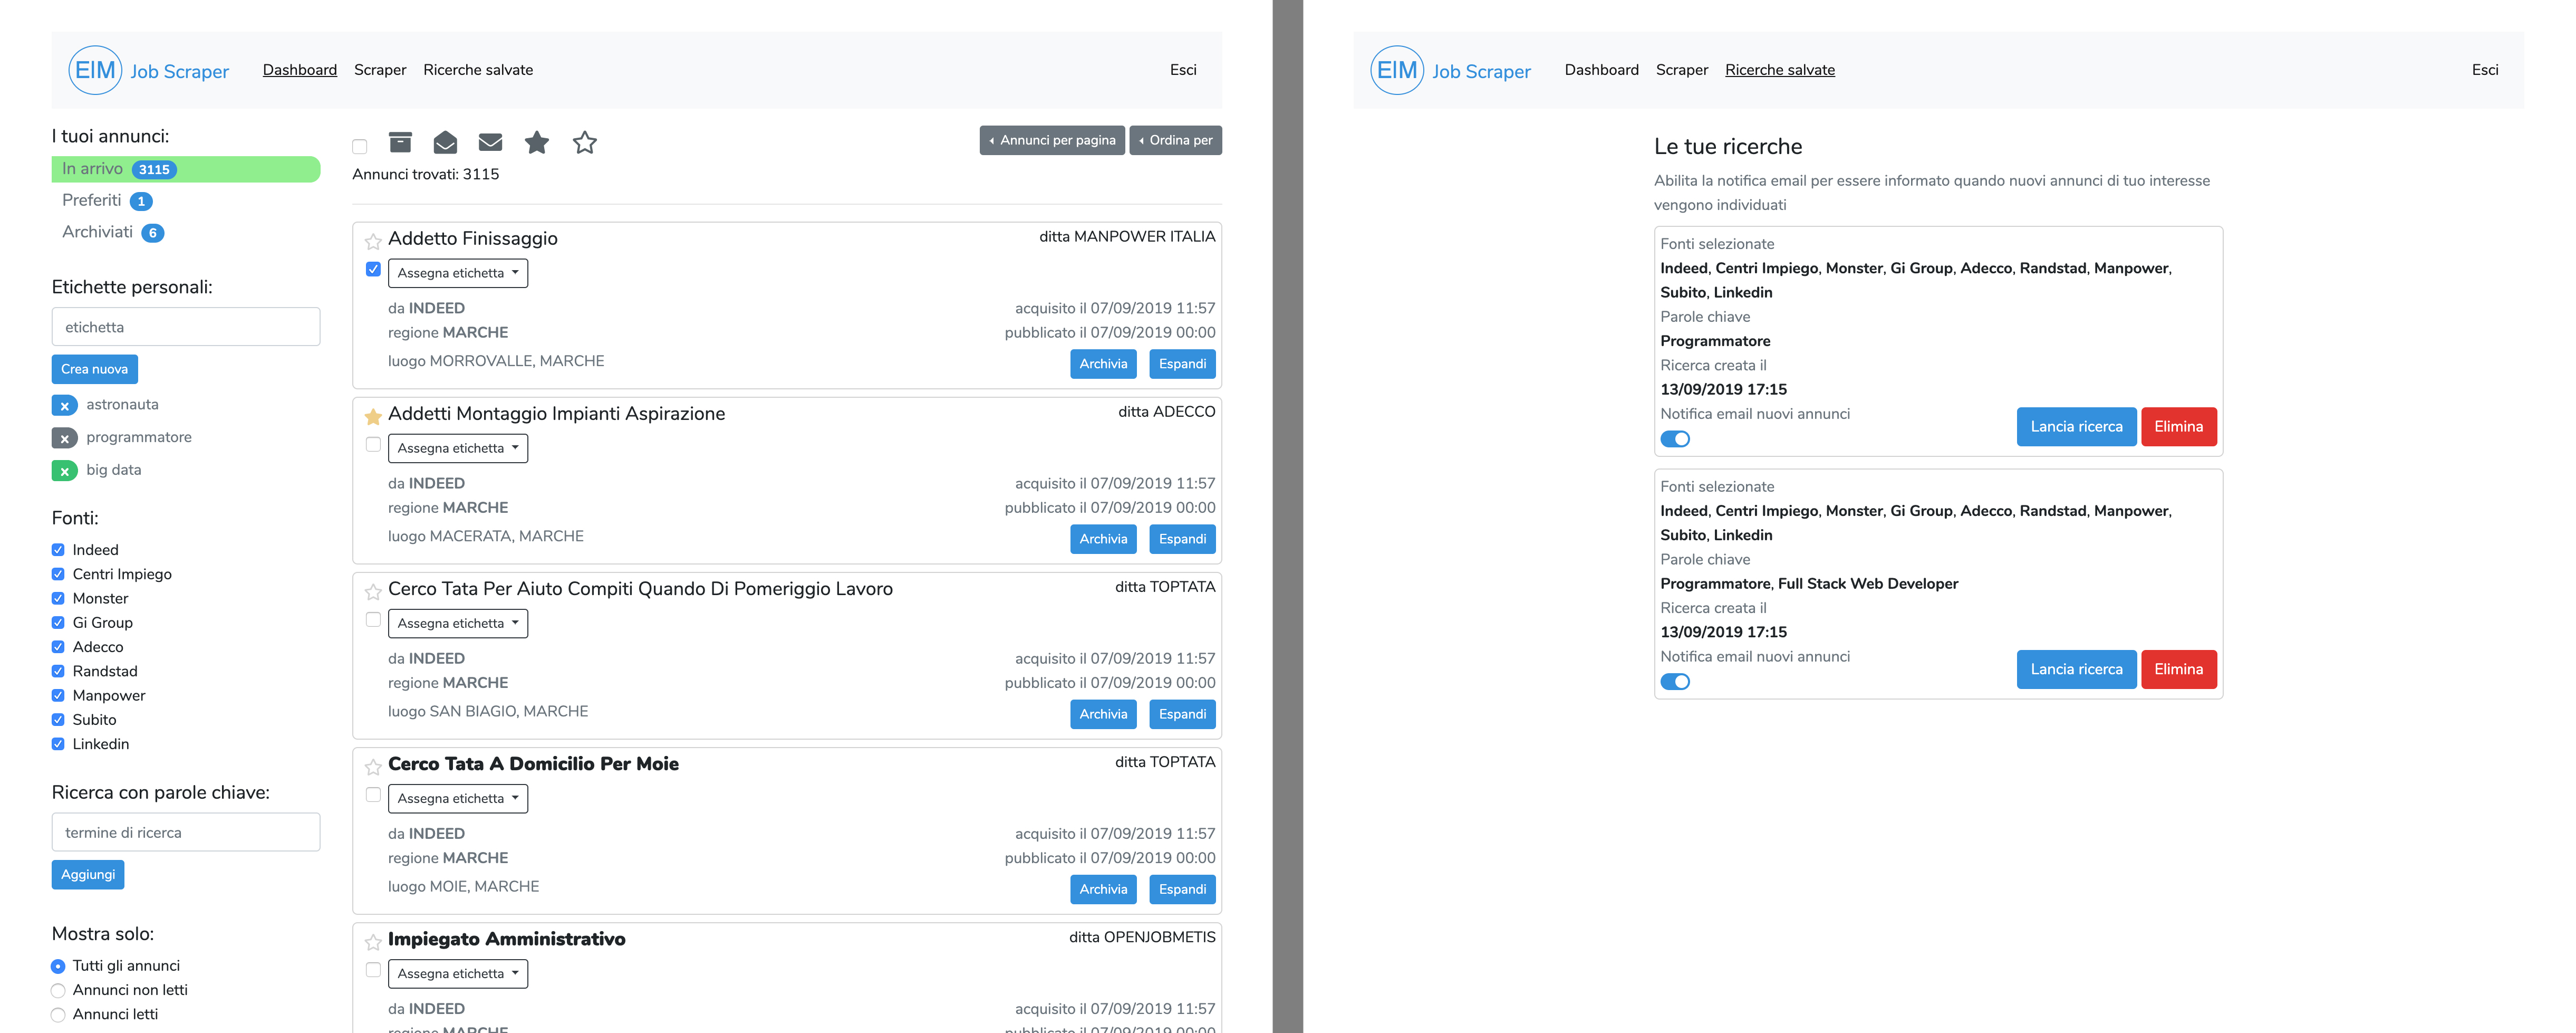 EIM Job Scraper Dashboard Scraper Ricerche salvate Esci
I tuoi annunci:
In arrivo 3115
Preferiti 1
Archiviati 6
Etichette personali:
etichetta
Crea nuova
astronauta
programmatore
big data
Fonti:
Indeed
Centri Impiego
Monster
Gi Group
Adecco
Randstad
Manpower
Subito
Linkedin
Ricerca con parole chiave:
termine di ricerca
Aggiungi
Mostra solo:
Tutti gli annunci
Annunci non letti
Annunci letti
Annunci per pagina Ordina per
Annunci trovati: 3115
Addetto Finissaggio ditta MANPOWER ITALIA
Assegna etichetta
da INDEED acquisito il 07/09/2019 11:57
regione MARCHE pubblicato il 07/09/2019 00:00
luogo MORROVALLE, MARCHE Archivia Espandi
Addetti Montaggio Impianti Aspirazione ditta ADECCO
Assegna etichetta
da INDEED acquisito il 07/09/2019 11:57
regione MARCHE pubblicato il 07/09/2019 00:00
luogo MACERATA, MARCHE Archivia Espandi
Cerco Tata Per Aiuto Compiti Quando Di Pomeriggio Lavoro ditta TOPTATA
Assegna etichetta
da INDEED acquisito il 07/09/2019 11:57
regione MARCHE pubblicato il 07/09/2019 00:00
luogo SAN BIAGIO, MARCHE Archivia Espandi
Cerco Tata A Domicilio Per Moie ditta TOPTATA
Assegna etichetta
da INDEED acquisito il 07/09/2019 11:57
regione MARCHE pubblicato il 07/09/2019 00:00
luogo MOIE, MARCHE Archivia Espandi
Impiegato Amministrativo ditta OPENJOBMETIS
Assegna etichetta
da INDEED acquisito il 07/09/2019 11:57
regione MARCHE pubblicato il 07/09/2019 00:00
EIM Job Scraper Dashboard Scraper Ricerche salvate Esci
Le tue ricerche
Abilita la notifica email per essere informato quando nuovi annunci di tuo interesse
vengono individuati
Fonti selezionate
Indeed, Centri Impiego, Monster, Gi Group, Adecco, Randstad, Manpower,
Subito, Linkedin
Parole chiave
Programmatore
Ricerca creata il
13/09/2019 17:15
Notifica email nuovi annunci
Lancia ricerca Elimina
Fonti selezionate
Indeed, Centri Impiego, Monster, Gi Group, Adecco, Randstad, Manpower,
Subito, Linkedin
Parole chiave
Programmatore, Full Stack Web Developer
Ricerca creata il
13/09/2019 17:15
Notifica email nuovi annunci
Lancia ricerca Elimina